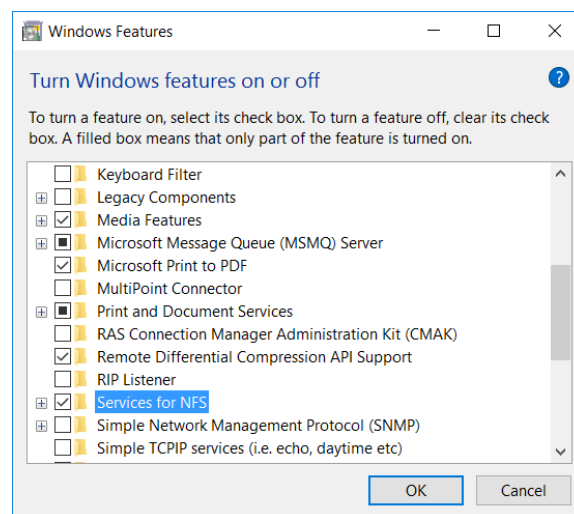 Windows Features
Turn Windows features on or off
?
To turn a feature on, select its check box. To turn a feature off, clear its check
box. A filled box means that only part of the feature is turned on.
Keyboard Filter
Legacy Components
Media Features
Microsoft Message Queue (MSMQ) Server
Microsoft Print to PDF
MultiPoint Connector
Print and Document Services
RAS Connection Manager Administration Kit (CMAK)
Remote Differential Compression API Support
RIP Listener
Services for NFS
Simple Network Management Protocol (SNMP)
Simple TCPIP services (i.e. echo, daytime etc)
OK
Cancel